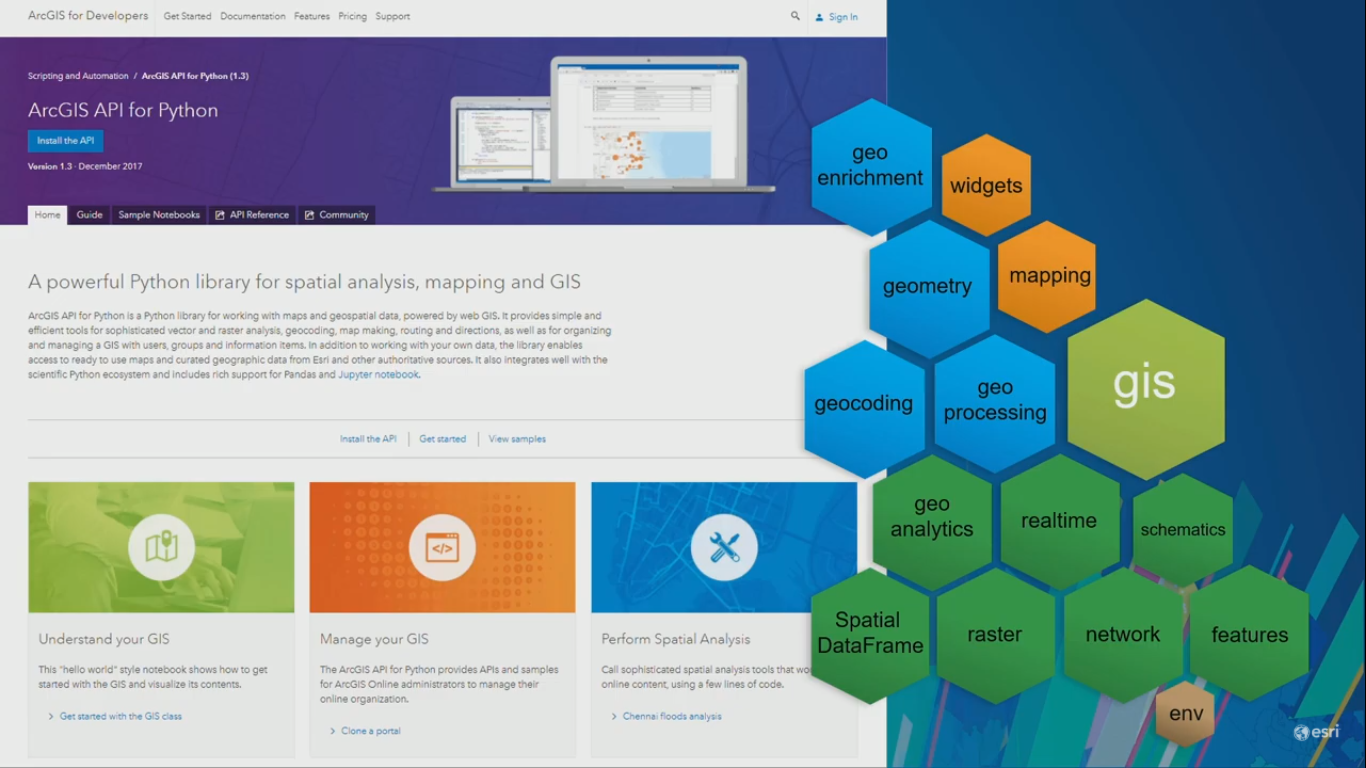 ArcGIS for Developers
Get Started Documentation Features Pricing Support
Sign In
Scripting and Automation / ArcGIS API for Python (1.3)
ArcGIS API for Python
Install the API
Version 1.3 · December 2017
Home Guide Sample Notebooks API Reference Community
A powerful Python library for spatial analysis, mapping and GIS
ArcGIS API for Python is a Python library for working with maps and geospatial data, powered by web GIS. It provides simple and
efficient tools for sophisticated vector and raster analysis, geocoding, map making, routing and directions, as well as for organizing
and managing a GIS with users, groups and information items. In addition to working with your own data, the library enables
access to ready to use maps and curated geographic data from Esri and other authoritative sources. It also integrates well with the
scientific Python ecosystem and includes rich support for Pandas and Jupyter notebook.
Install the API Get started View samples
</>
Understand your GIS
This "hello world" style notebook shows how to get
started with the GIS and visualize its contents.
> Get started with the GIS class
Manage your GIS
The ArcGIS API for Python provides APIs and samples
for ArcGIS Online administrators to manage their
online organization.
> Clone a portal
Perform Spatial Analysis
Call sophisticated spatial analysis tools that
online content, using a few lines of code.
> Chennai floods analysis
geo
enrichment
widgets
geometry
mapping
geocoding
geo
processing
gis
geo
analytics
realtime
schematics
Spatial
DataFrame
raster
network
features
env
esri